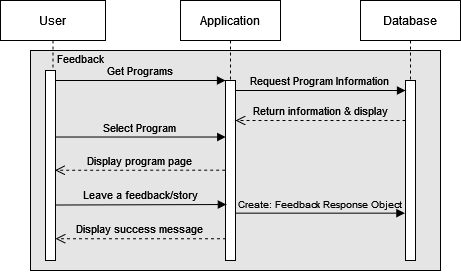 User
Application
Database
Feedback
Get Programs
Request Program Information
Return information & display
Select Program
Display program page
Leave a feedback/story
Create: Feedback Response Object
Display success message